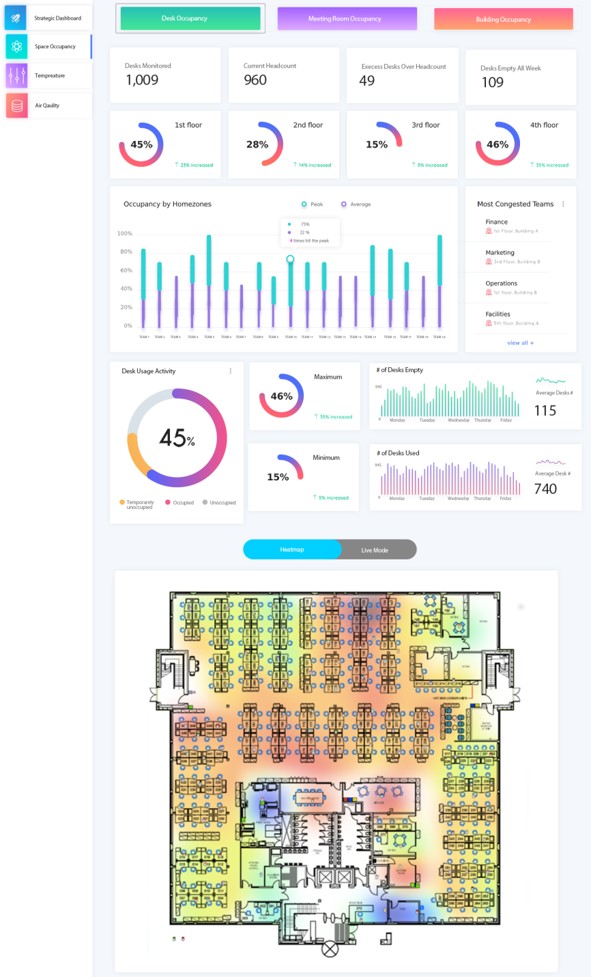 Strategic Dashboard
Space Occupancy
Tempreature
Air Qaulity
Desk Occupancy
Meeting Room Occupancy
Building Occupancy
Desks Monitored
1,009
Current Headcount
960
Execess Desks Over Headcount
49
Desks Empty All Week
109
1st floor
45%
↑ 25% increased
2nd floor
28%
↑ 14% increased
3rd floor
15%
↑ 5% increased
4th floor
46%
↑ 35% increased
Occupancy by Homezones
Peak
Average
100%
80%
60%
40%
20%
0%
75%
22 %
times hit the peak
Most Congested Teams
Finance
1st Floor, Building A
Marketing
3rd Floor, Building B
Operations
1st floor, Building B
Facilities
5th floor, Building A
view all +
Desk Usage Activity
45%
Temporarely
unoccupied
Occupied
Unoccupied
Maximum
46%
↑ 35% increased
Minimum
15%
↑ 5% increased
# of Desks Empty
Monday Tuesday Wednesday Thursday Friday
Average Desks #
115
# of Desks Used
Monday Tuesday Wednesday Thursday Friday
Average Desk #
740
Heatmap
Live Mode